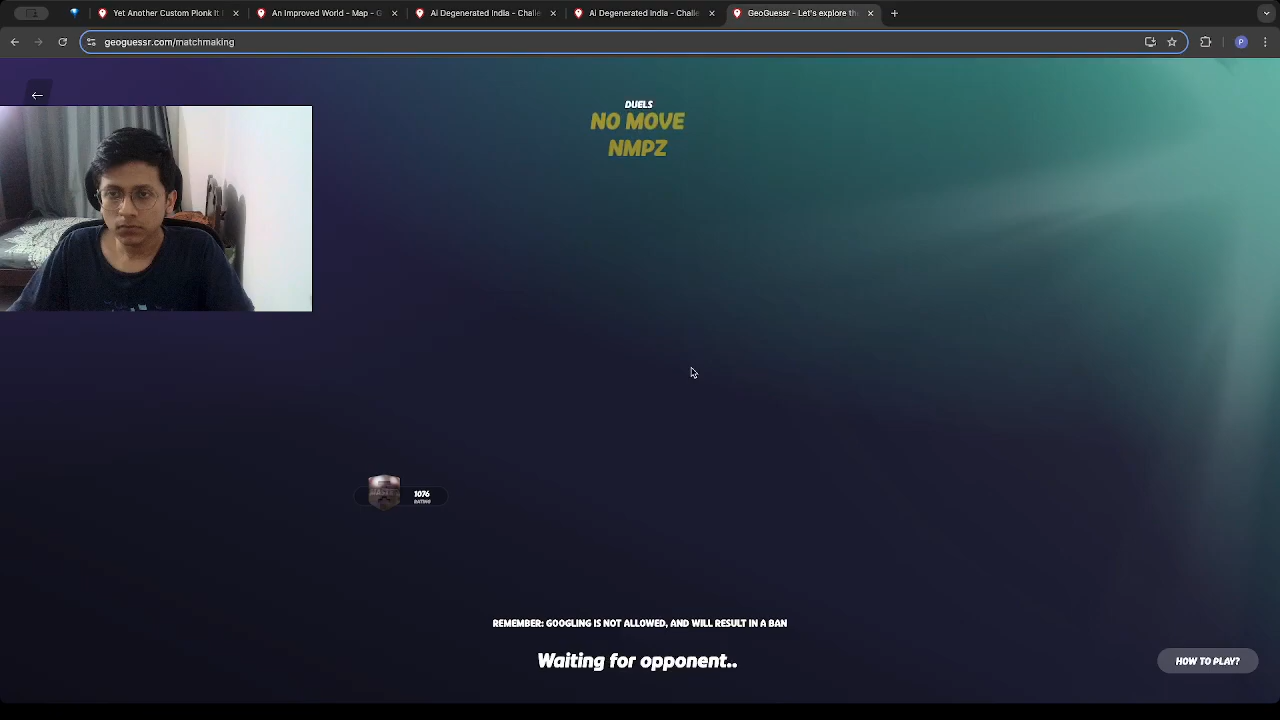 Yet Another Custom Plonk It
An Improved World - Map - G
Ai Degenerated India - Challe
Ai Degenerated India - Challe
GeoGuessr - Let's explore th
geoguessr.com/matchmaking
P
DUELS
NO MOVE
NMPZ
1076
RATING
REMEMBER: GOOGLING IS NOT ALLOWED, AND WILL RESULT IN A BAN
Waiting for opponent..
HOW TO PLAY?